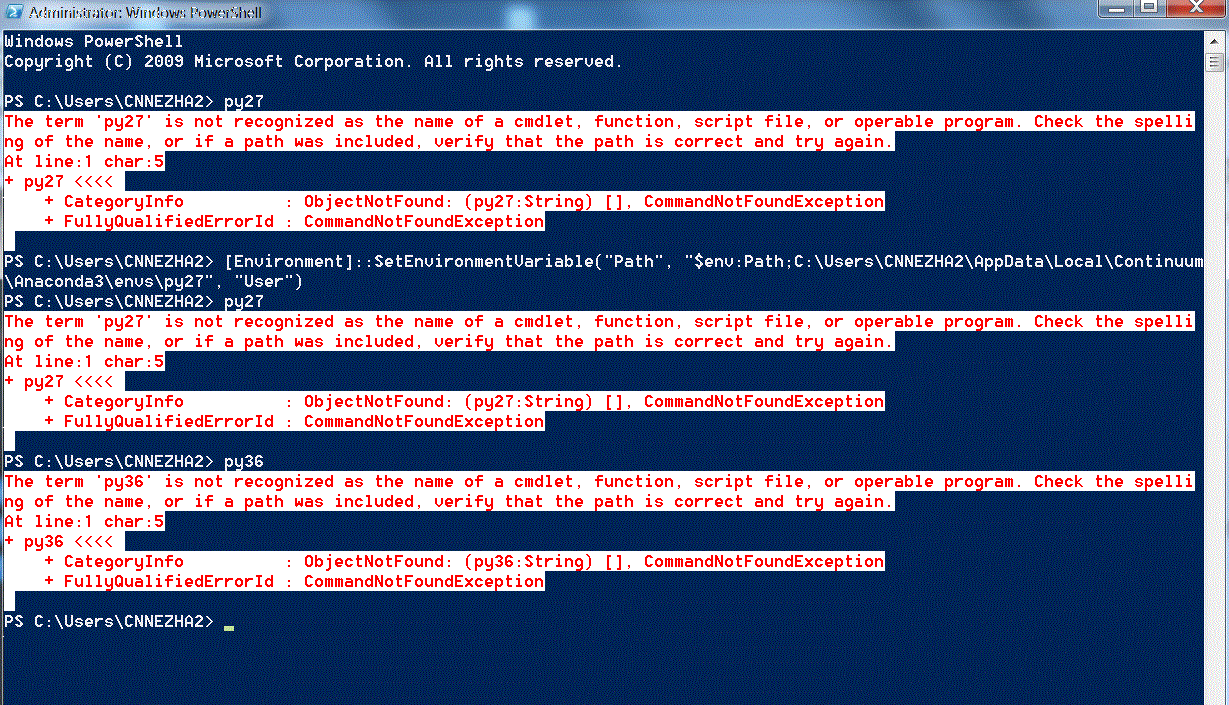 Administrator: Windows PowerShell
Windows PowerShell
Copyright (C) 2009 Microsoft Corporation. All rights reserved.
PS C:\Users\CNNEZHA2> py27
The term 'py27' is not recognized as the name of a cmdlet, function, script file, or operable program. Check the spelli
ng of the name, or if a path was included, verify that the path is correct and try again.
At line:1 char:5
+ py27 <<<<
    + CategoryInfo          : ObjectNotFound: (py27:String) [], CommandNotFoundException
    + FullyQualifiedErrorId : CommandNotFoundException
PS C:\Users\CNNEZHA2> [Environment]::SetEnvironmentVariable("Path", "$env:Path;C:\Users\CNNEZHA2\AppData\Local\Continuum
\Anaconda3\envs\py27", "User")
PS C:\Users\CNNEZHA2> py27
The term 'py27' is not recognized as the name of a cmdlet, function, script file, or operable program. Check the spelli
ng of the name, or if a path was included, verify that the path is correct and try again.
At line:1 char:5
+ py27 <<<<
    + CategoryInfo          : ObjectNotFound: (py27:String) [], CommandNotFoundException
    + FullyQualifiedErrorId : CommandNotFoundException
PS C:\Users\CNNEZHA2> py36
The term 'py36' is not recognized as the name of a cmdlet, function, script file, or operable program. Check the spelli
ng of the name, or if a path was included, verify that the path is correct and try again.
At line:1 char:5
+ py36 <<<<
    + CategoryInfo          : ObjectNotFound: (py36:String) [], CommandNotFoundException
    + FullyQualifiedErrorId : CommandNotFoundException
PS C:\Users\CNNEZHA2> _